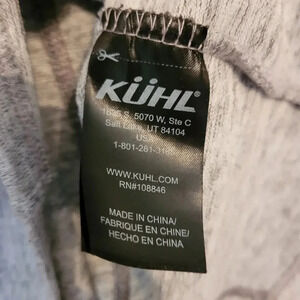 KÜHL
S. 5070 W, Ste C
Salt Lake, UT 84104
USA
1-801-281-
WWW.KUHL.COM
RN#108846
MADE IN CHINA/
FABRIQUE EN CHINE/
HECHO EN CHINA